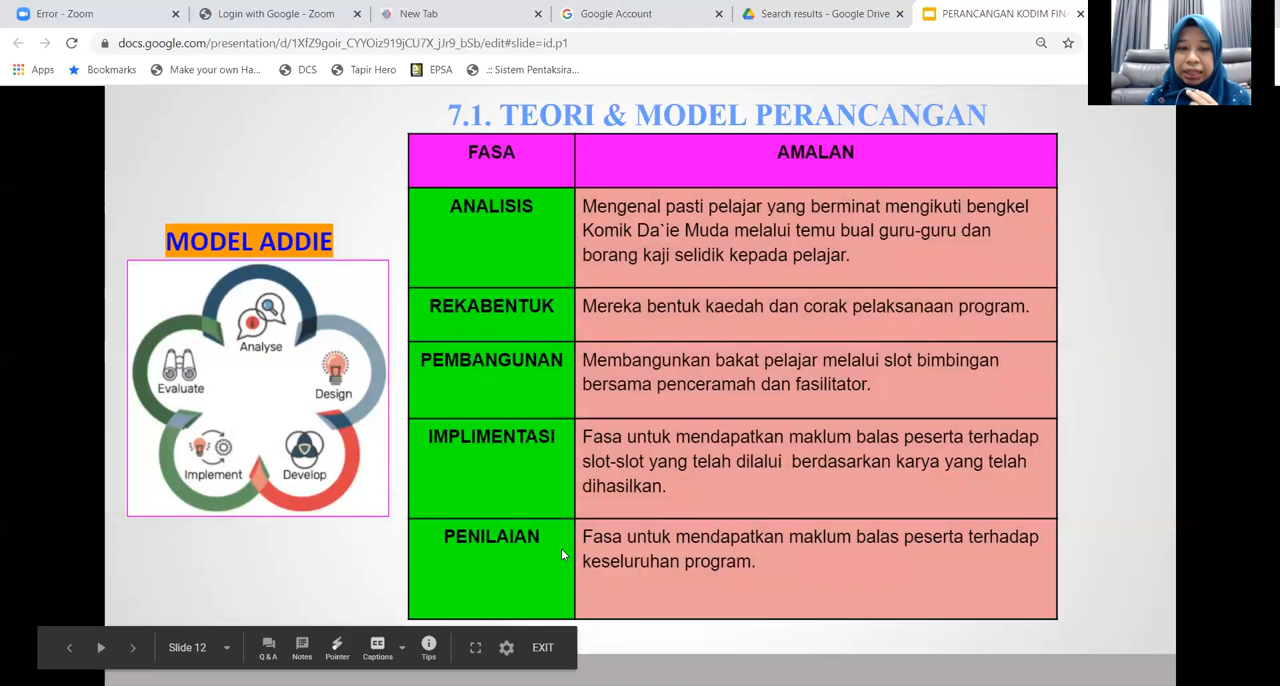 Error - Zoom
Login with Google - Zoom
New Tab
Google Account
Search results - Google Drive
PERANCANGAN KODIM FIN
docs.google.com/presentation/d/1XfZ9goir_CYYOiz919jCU7X_jJr9_bSb/edit#slide=id.p1
Apps
Bookmarks
Make your own Ha...
DCS
Tapir Hero
EPSA
.:: Sistem Pentaksira...
7.1. TEORI & MODEL PERANCANGAN
MODEL ADDIE
Analyse
Design
Develop
Implement
Evaluate
FASA
AMALAN
ANALISIS
Mengenal pasti pelajar yang berminat mengikuti bengkel
Komik Da`ie Muda melalui temu bual guru-guru dan
borang kaji selidik kepada pelajar.
REKABENTUK
Mereka bentuk kaedah dan corak pelaksanaan program.
PEMBANGUNAN
Membangunkan bakat pelajar melalui slot bimbingan
bersama penceramah dan fasilitator.
IMPLIMENTASI
Fasa untuk mendapatkan maklum balas peserta terhadap
slot-slot yang telah dilalui berdasarkan karya yang telah
dihasilkan.
PENILAIAN
Fasa untuk mendapatkan maklum balas peserta terhadap
keseluruhan program.
Slide 12
Q & A
Notes
Pointer
Captions
Tips
EXIT